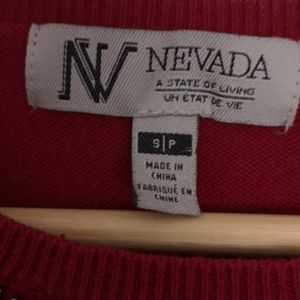 NV NEVADA
A STATE OF LIVING
UN ÉTAT DE VIE
S|P
MADE IN
CHINA
FABRIQUÉ EN
CHINE